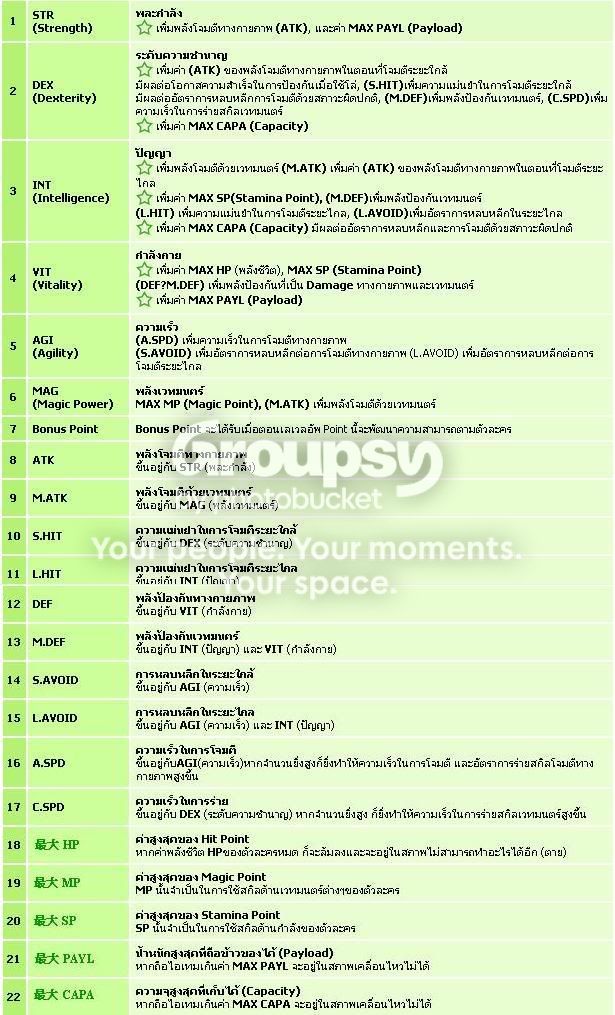 1 STR
(Strength)
พละกำลัง
เพิ่มพลังโจมตีทางกายภาพ (ATK), และค่า MAX PAYL (Payload)
2 DEX
(Dexterity)
ระดับความชำนาญ
เพิ่มค่า (ATK) ของพลังโจมตีทางกายภาพในตอนที่โจมตีระยะใกล้
มีผลต่อโอกาสความสำเร็จในการป้องกันเมื่อใช้โล่, (S.HIT)เพิ่มความแม่นยำในการโจมตีระยะใกล้
มีผลต่ออัตราการหลบหลีกการโจมตีด้วยสภาวะผิดปกติ, (M.DEF)เพิ่มพลังป้องกันเวทมนตร์, (C.SPD)เพิ่ม
ความเร็วในการร่ายสกิลเวทมนตร์
เพิ่มค่า MAX CAPA (Capacity)
3 INT
(Intelligence)
ปัญญา
เพิ่มพลังโจมตีด้วยเวทมนตร์ (M.ATK) เพิ่มค่า (ATK) ของพลังโจมตีทางกายภาพในตอนที่โจมตีระยะ
ไกล
เพิ่มค่า MAX SP(Stamina Point), (M.DEF)เพิ่มพลังป้องกันเวทมนตร์
(L.HIT) เพิ่มความแม่นยำในการโจมตีระยะไกล, (L.AVOID)เพิ่มอัตราการหลบหลีกในระยะไกล
เพิ่มค่า MAX CAPA (Capacity) มีผลต่ออัตราการหลบหลีกและการโจมตีด้วยสภาวะผิดปกติ
4 VIT
(Vitality)
กำลังกาย
เพิ่มค่า MAX HP (พลังชีวิต), MAX SP (Stamina Point)
(DEF?M.DEF) เพิ่มพลังป้องกันที่เป็น Damage ทางกายภาพและเวทมนตร์
เพิ่มค่า MAX PAYL (Payload)
5 AGI
(Agility)
ความเร็ว
(A.SPD) เพิ่มความเร็วในการโจมตีทางกายภาพ
(S.AVOID) เพิ่มอัตราการหลบหลีกต่อการโจมตีทางกายภาพ (L.AVOID) เพิ่มอัตราการหลบหลีกต่อการ
โจมตีระยะไกล
6 MAG
(Magic Power)
พลังเวทมนตร์
MAX MP (Magic Point), (M.ATK) เพิ่มพลังโจมตีด้วยเวทมนตร์
7 Bonus Point Bonus Point จะได้รับเมื่อตอนเลเวลอัพ Point นี้จะพัฒนาความสามารถตามตัวละคร
8 ATK
พลังโจมตีทางกายภาพ
ขึ้นอยู่กับ STR (พละกำลัง)
Groupsy
9 M.ATK
พลังโจมตีด้วยเวทมนตร์
ขึ้นอยู่กับ MAG (พลังเวทมนตร์)
photobucket
10 S.HIT
ความแม่นยำในการโจมตีระยะใกล้
ขึ้นอยู่กับ DEX (ระดับความชำนาญ)
Your people. Your moments.
11 L.HIT
ความแม่นยำในการโจมตีระยะไกล
ขึ้นอยู่กับ INT (ปัญญา)
Your space.
12 DEF
พลังป้องกันทางกายภาพ
ขึ้นอยู่กับ VIT (กำลังกาย)
13 M.DEF
พลังป้องกันเวทมนตร์
ขึ้นอยู่กับ INT (ปัญญา) และ VIT (กำลังกาย)
14 S.AVOID
การหลบหลีกในระยะใกล้
ขึ้นอยู่กับ AGI (ความเร็ว)
15 L.AVOID
การหลบหลีกในระยะไกล
ขึ้นอยู่กับ AGI (ความเร็ว) และ INT (ปัญญา)
16 A.SPD
ความเร็วในการโจมตี
ขึ้นอยู่กับAGI(ความเร็ว)หากจำนวนยิ่งสูงก็ยิ่งทำให้ความเร็วในการโจมตี และอัตราการร่ายสกิลโจมตีทาง
กายภาพสูงขึ้น
17 C.SPD
ความเร็วในการร่าย
ขึ้นอยู่กับ DEX (ระดับความชำนาญ) หากจำนวนยิ่งสูง ก็ยิ่งทำให้ความเร็วในการร่ายสกิลเวทมนตร์สูงขึ้น
18 最大 HP
ค่าสูงสุดของ Hit Point
หากค่าพลังชีวิต HPของตัวละครหมด ก็จะล้มลงและจะอยู่ในสภาพไม่สามารถทำอะไรได้อีก (ตาย)
19 最大 MP
ค่าสูงสุดของ Magic Point
MP นั้นจำเป็นในการใช้สกิลด้านเวทมนตร์ต่างๆของตัวละคร
20 最大 SP
ค่าสูงสุดของ Stamina Point
SP นั้นจำเป็นในการใช้สกิลด้านกำลังของตัวละคร
21 最大 PAYL
น้ำหนักสูงสุดที่ถือข้าวของได้ (Payload)
หากถือไอเทมเกินค่า MAX PAYL จะอยู่ในสภาพเคลื่อนไหวไม่ได้
22 最大 CAPA
ความจุสูงสุดที่เก็บได้ (Capacity)
หากถือไอเทมเกินค่า MAX CAPA จะอยู่ในสภาพเคลื่อนไหวไม่ได้